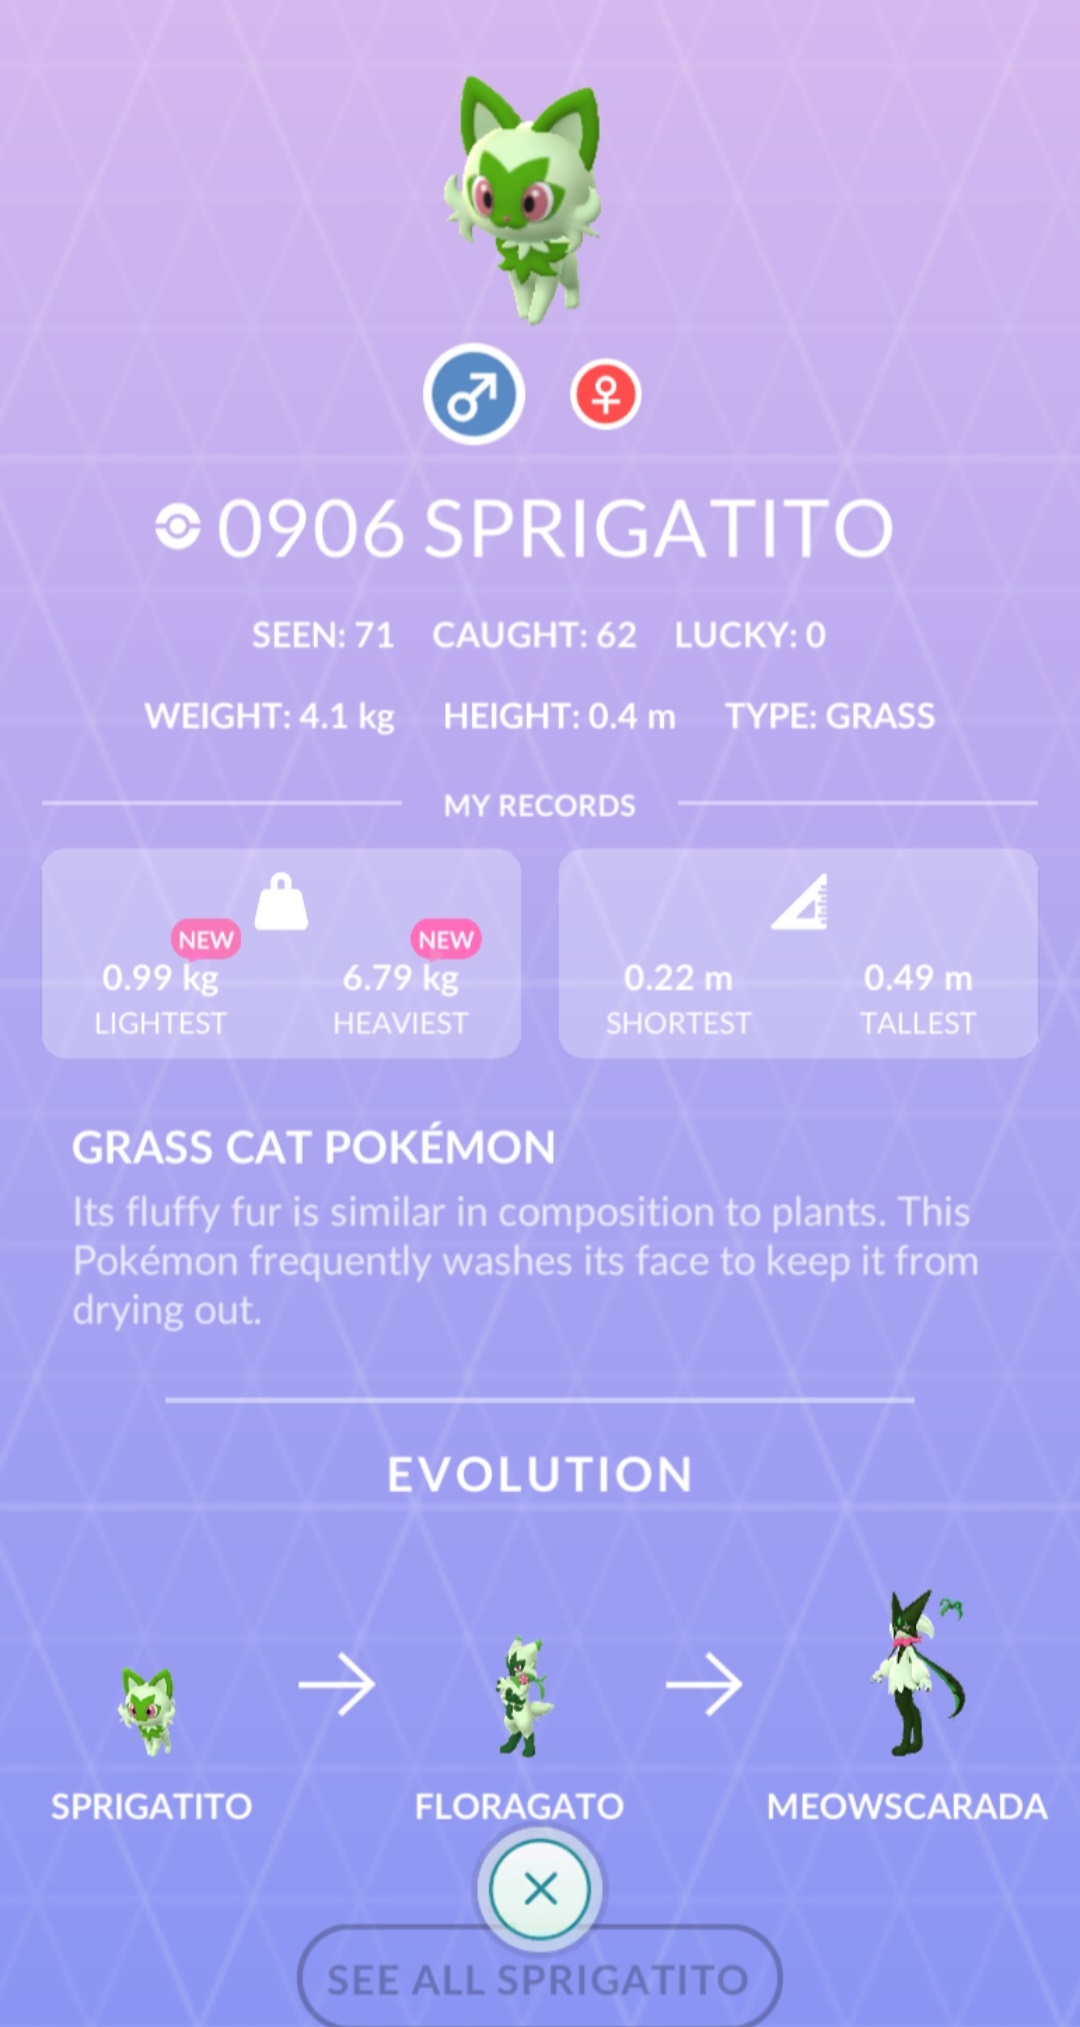 0906 SPRIGATITO
SEEN: 71 CAUGHT: 62 LUCKY: 0
WEIGHT: 4.1 kg HEIGHT: 0.4 m TYPE: GRASS
MY RECORDS
NEW NEW
0.99 kg 6.79 kg 0.22 m 0.49 m
LIGHTEST HEAVIEST SHORTEST TALLEST
GRASS CAT POKÉMON
Its fluffy fur is similar in composition to plants. This
Pokémon frequently washes its face to keep it from
drying out.
EVOLUTION
SPRIGATITO FLORAGATO MEOWSCARADA
SEE ALL SPRIGATITO